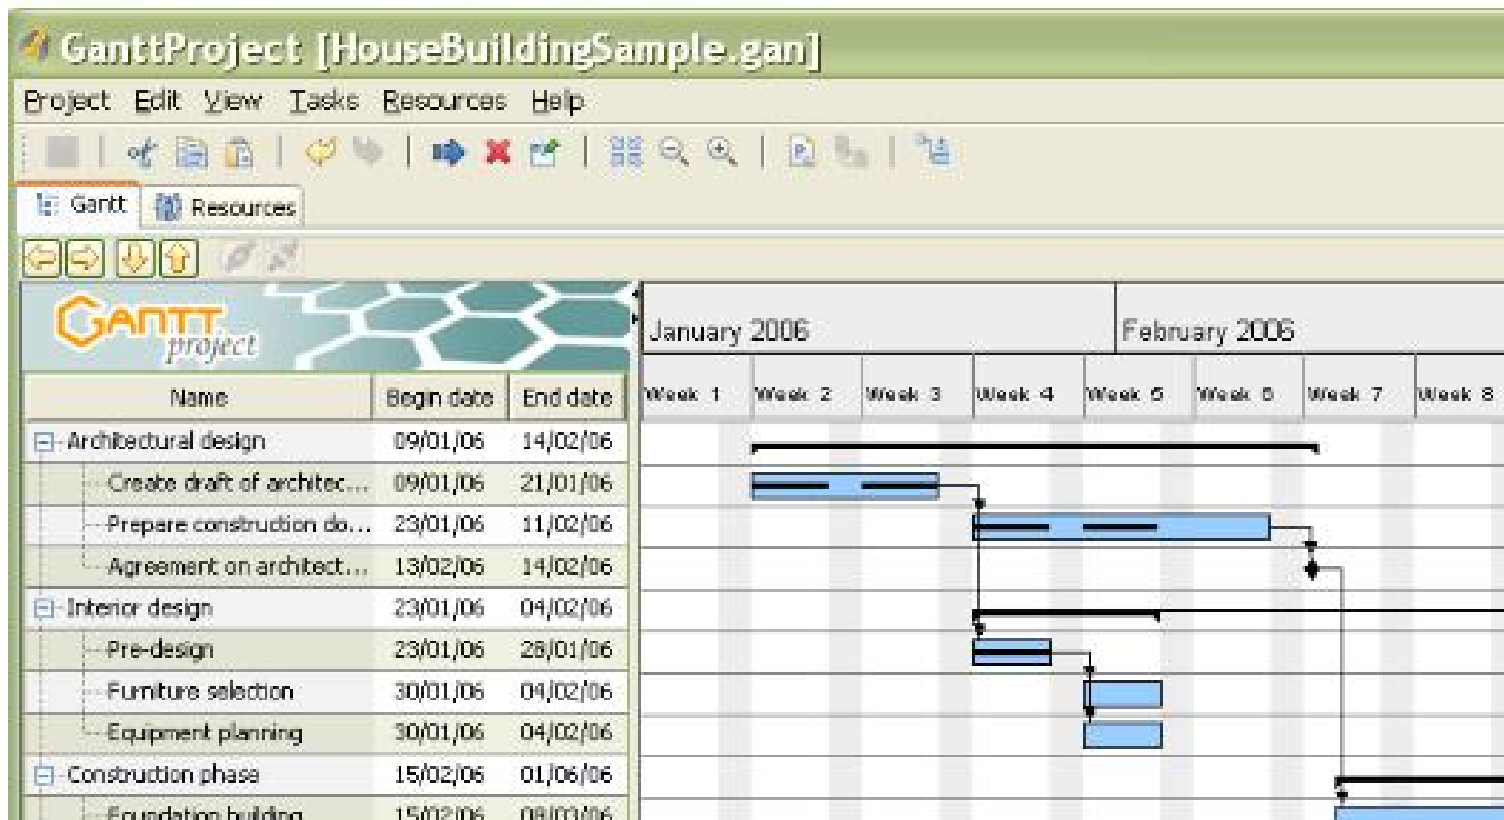 GanttProject [HouseBuildingSample.gan]
Project Edit View Tasks Resources Help
Gantt Resources
GANTT
project
January 2006 February 2006
Name Begin date End date Week 1 Week 2 Week 3 Week 4 Week 5 Week 6 Week 7 Week 8
Architectural design 09/01/06 14/02/06
Create draft of architec... 09/01/06 21/01/06
Prepare construction do... 23/01/06 11/02/06
Agreement on architect... 13/02/06 14/02/06
Interior design 23/01/06 04/02/06
Pre-design 23/01/06 28/01/06
Furniture selection 30/01/06 04/02/06
Equipment planning 30/01/06 04/02/06
Construction phase 15/02/06 01/06/06
Foundation building 15/02/06 08/03/06